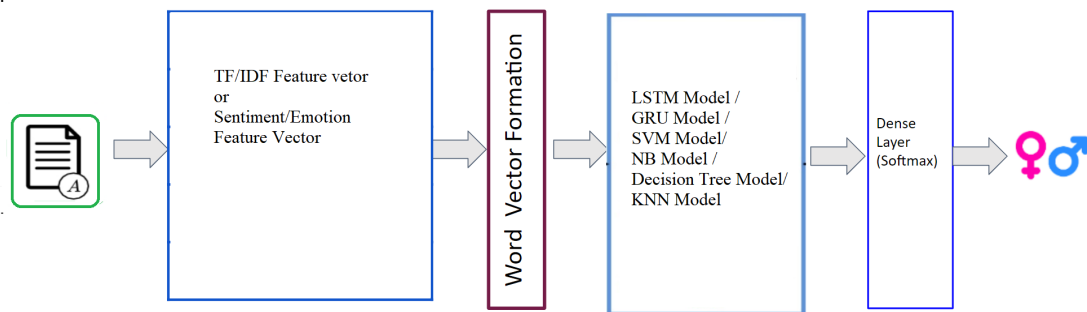 A
TF/IDF Feature vetor
or
Sentiment/Emotion
Feature Vector
Word Vector Formation
LSTM Model /
GRU Model /
SVM Model/
NB Model /
Decision Tree Model/
KNN Model
Dense
Layer
(Softmax)